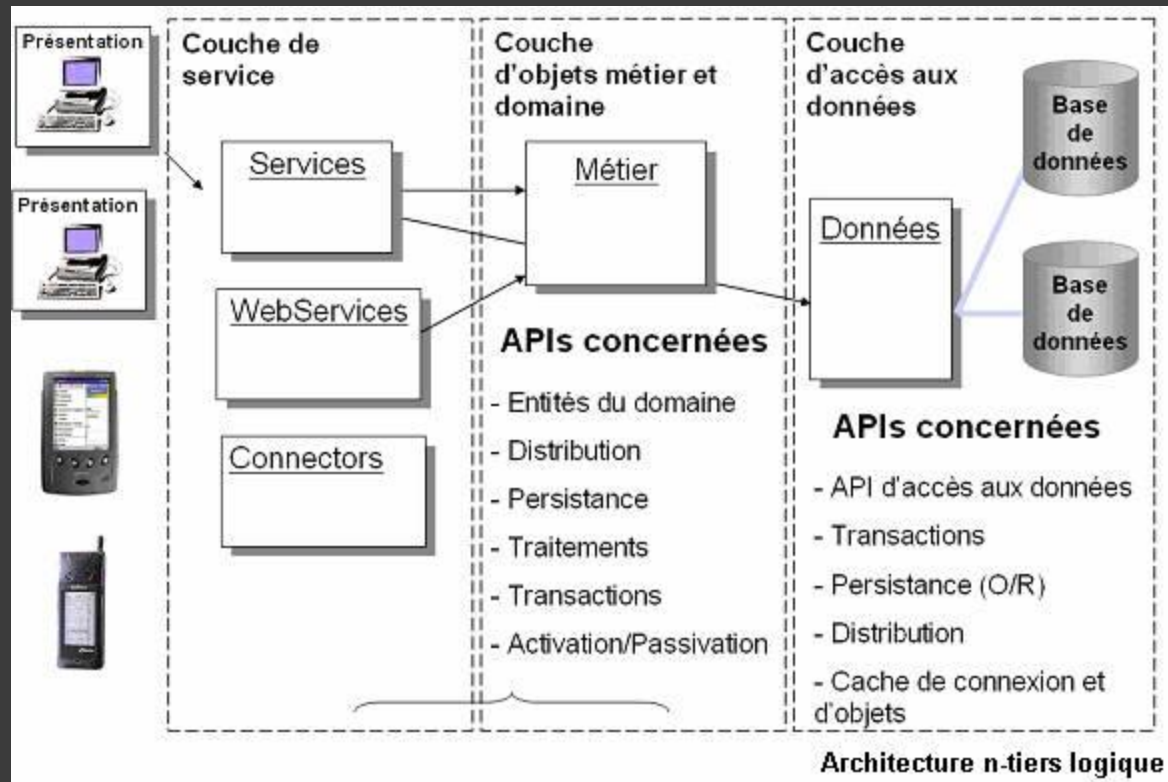 Présentation
Présentation
Couche de
service
Services
WebServices
Connectors
Couche
d'objets métier et
domaine
Métier
APIs concernées
- Entités du domaine
- Distribution
- Persistance
- Traitements
- Transactions
- Activation/Passivation
Couche
d'accès aux
données
Données
Base
de
données
Base
de
données
APIs concernées
- API d'accès aux données
- Transactions
- Persistance (O/R)
- Distribution
- Cache de connexion et
d'objets
Architecture n-tiers logique